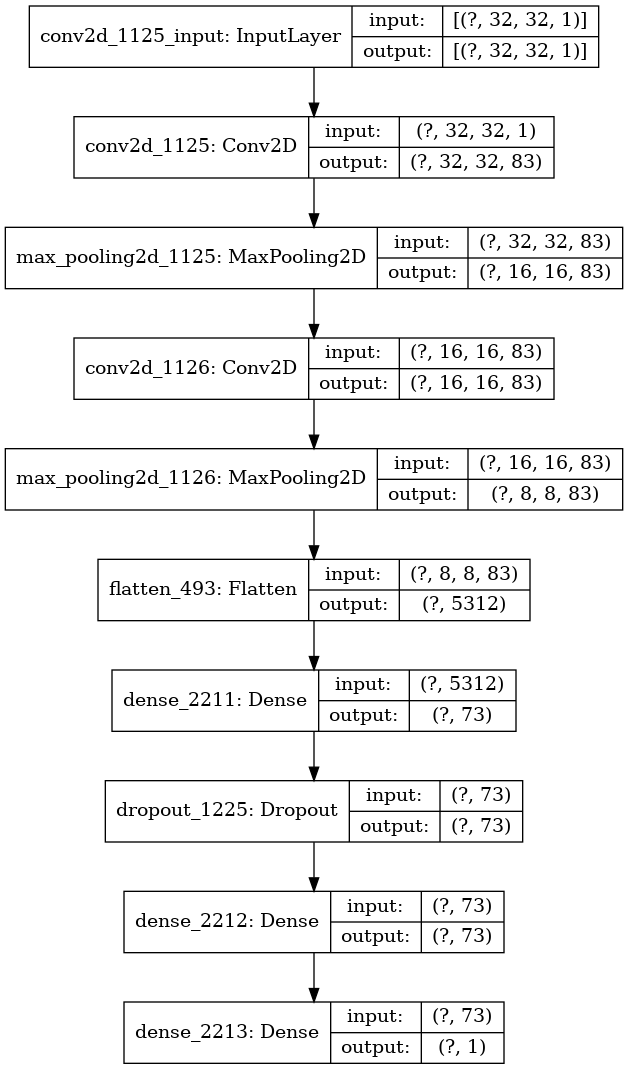 conv2d_1125_input: InputLayer input: [(?, 32, 32, 1)]
output: [(?, 32, 32, 1)]
conv2d_1125: Conv2D input: (?, 32, 32, 1)
output: (?, 32, 32, 83)
max_pooling2d_1125: MaxPooling2D input: (?, 32, 32, 83)
output: (?, 16, 16, 83)
conv2d_1126: Conv2D input: (?, 16, 16, 83)
output: (?, 16, 16, 83)
max_pooling2d_1126: MaxPooling2D input: (?, 16, 16, 83)
output: (?, 8, 8, 83)
flatten_493: Flatten input: (?, 8, 8, 83)
output: (?, 5312)
dense_2211: Dense input: (?, 5312)
output: (?, 73)
dropout_1225: Dropout input: (?, 73)
output: (?, 73)
dense_2212: Dense input: (?, 73)
output: (?, 73)
dense_2213: Dense input: (?, 73)
output: (?, 1)